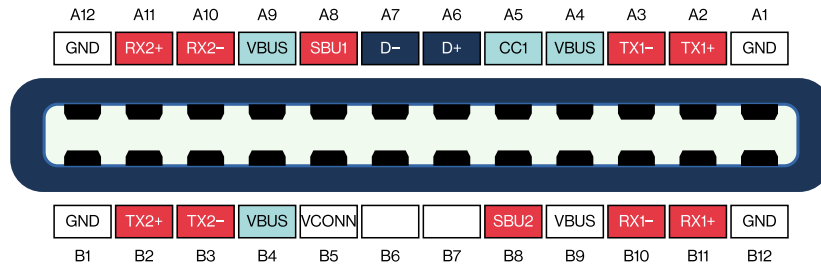 A12 A11 A10 A9 A8 A7 A6 A5 A4 A3 A2 A1
GND RX2+ RX2− VBUS SBU1 D− D+ CC1 VBUS TX1− TX1+ GND
GND TX2+ TX2− VBUS VCONN SBU2 VBUS RX1− RX1+ GND
B1 B2 B3 B4 B5 B6 B7 B8 B9 B10 B11 B12